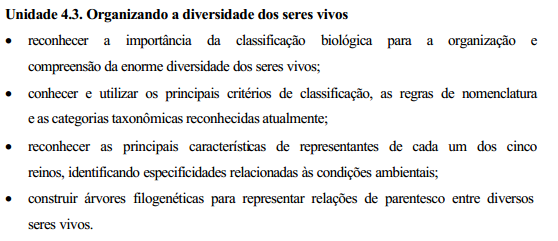 Unidade 4.3. Organizando a diversidade dos seres vivos
• reconhecer a importância da classificação biológica para a organização e
compreensão da enorme diversidade dos seres vivos;
• conhecer e utilizar os principais critérios de classificação, as regras de nomenclatura
e as categorias taxonômicas reconhecidas atualmente;
• reconhecer as principais características de representantes de cada um dos cinco
reinos, identificando especificidades relacionadas às condições ambientais;
• construir árvores filogenéticas para representar relações de parentesco entre diversos
seres vivos.